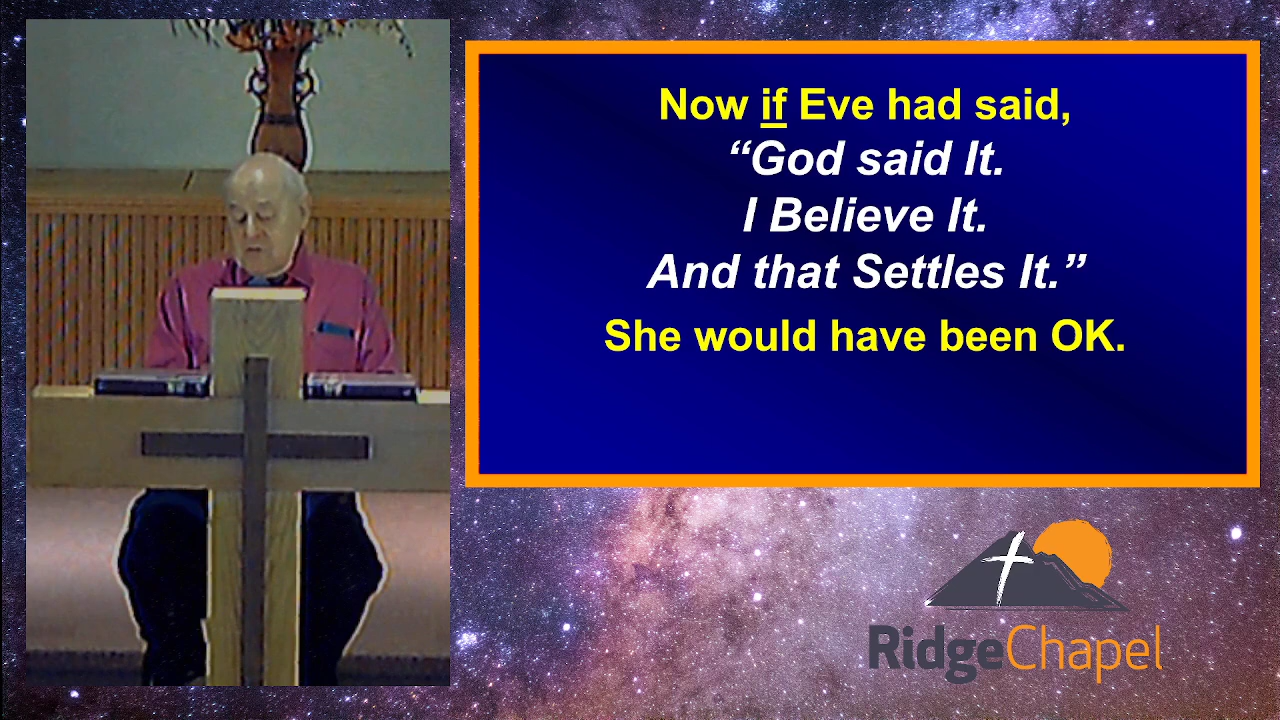 Now if Eve had said,
“God said It.
I Believe It.
And that Settles It.”
She would have been OK.
RidgeChapel